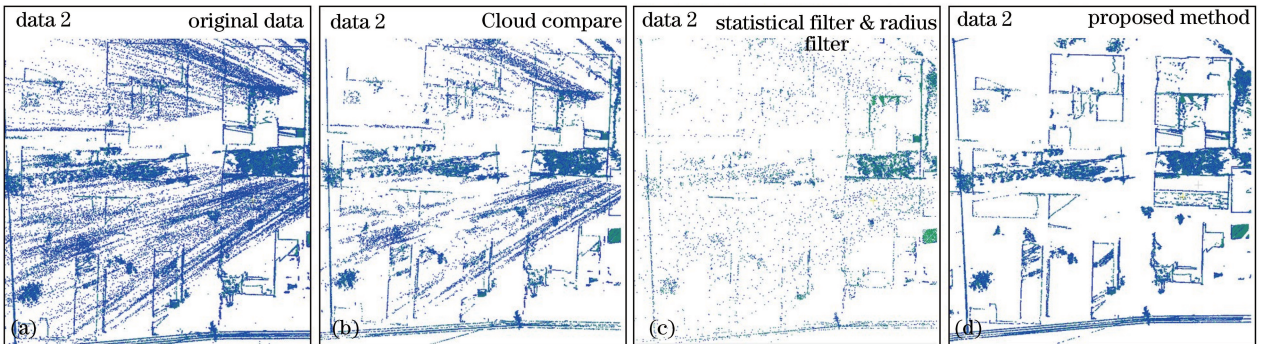 data 2 original data
(a)
data 2 Cloud compare
(b)
data 2 statistical filter & radius
filter
(c)
data 2 proposed method
(d)